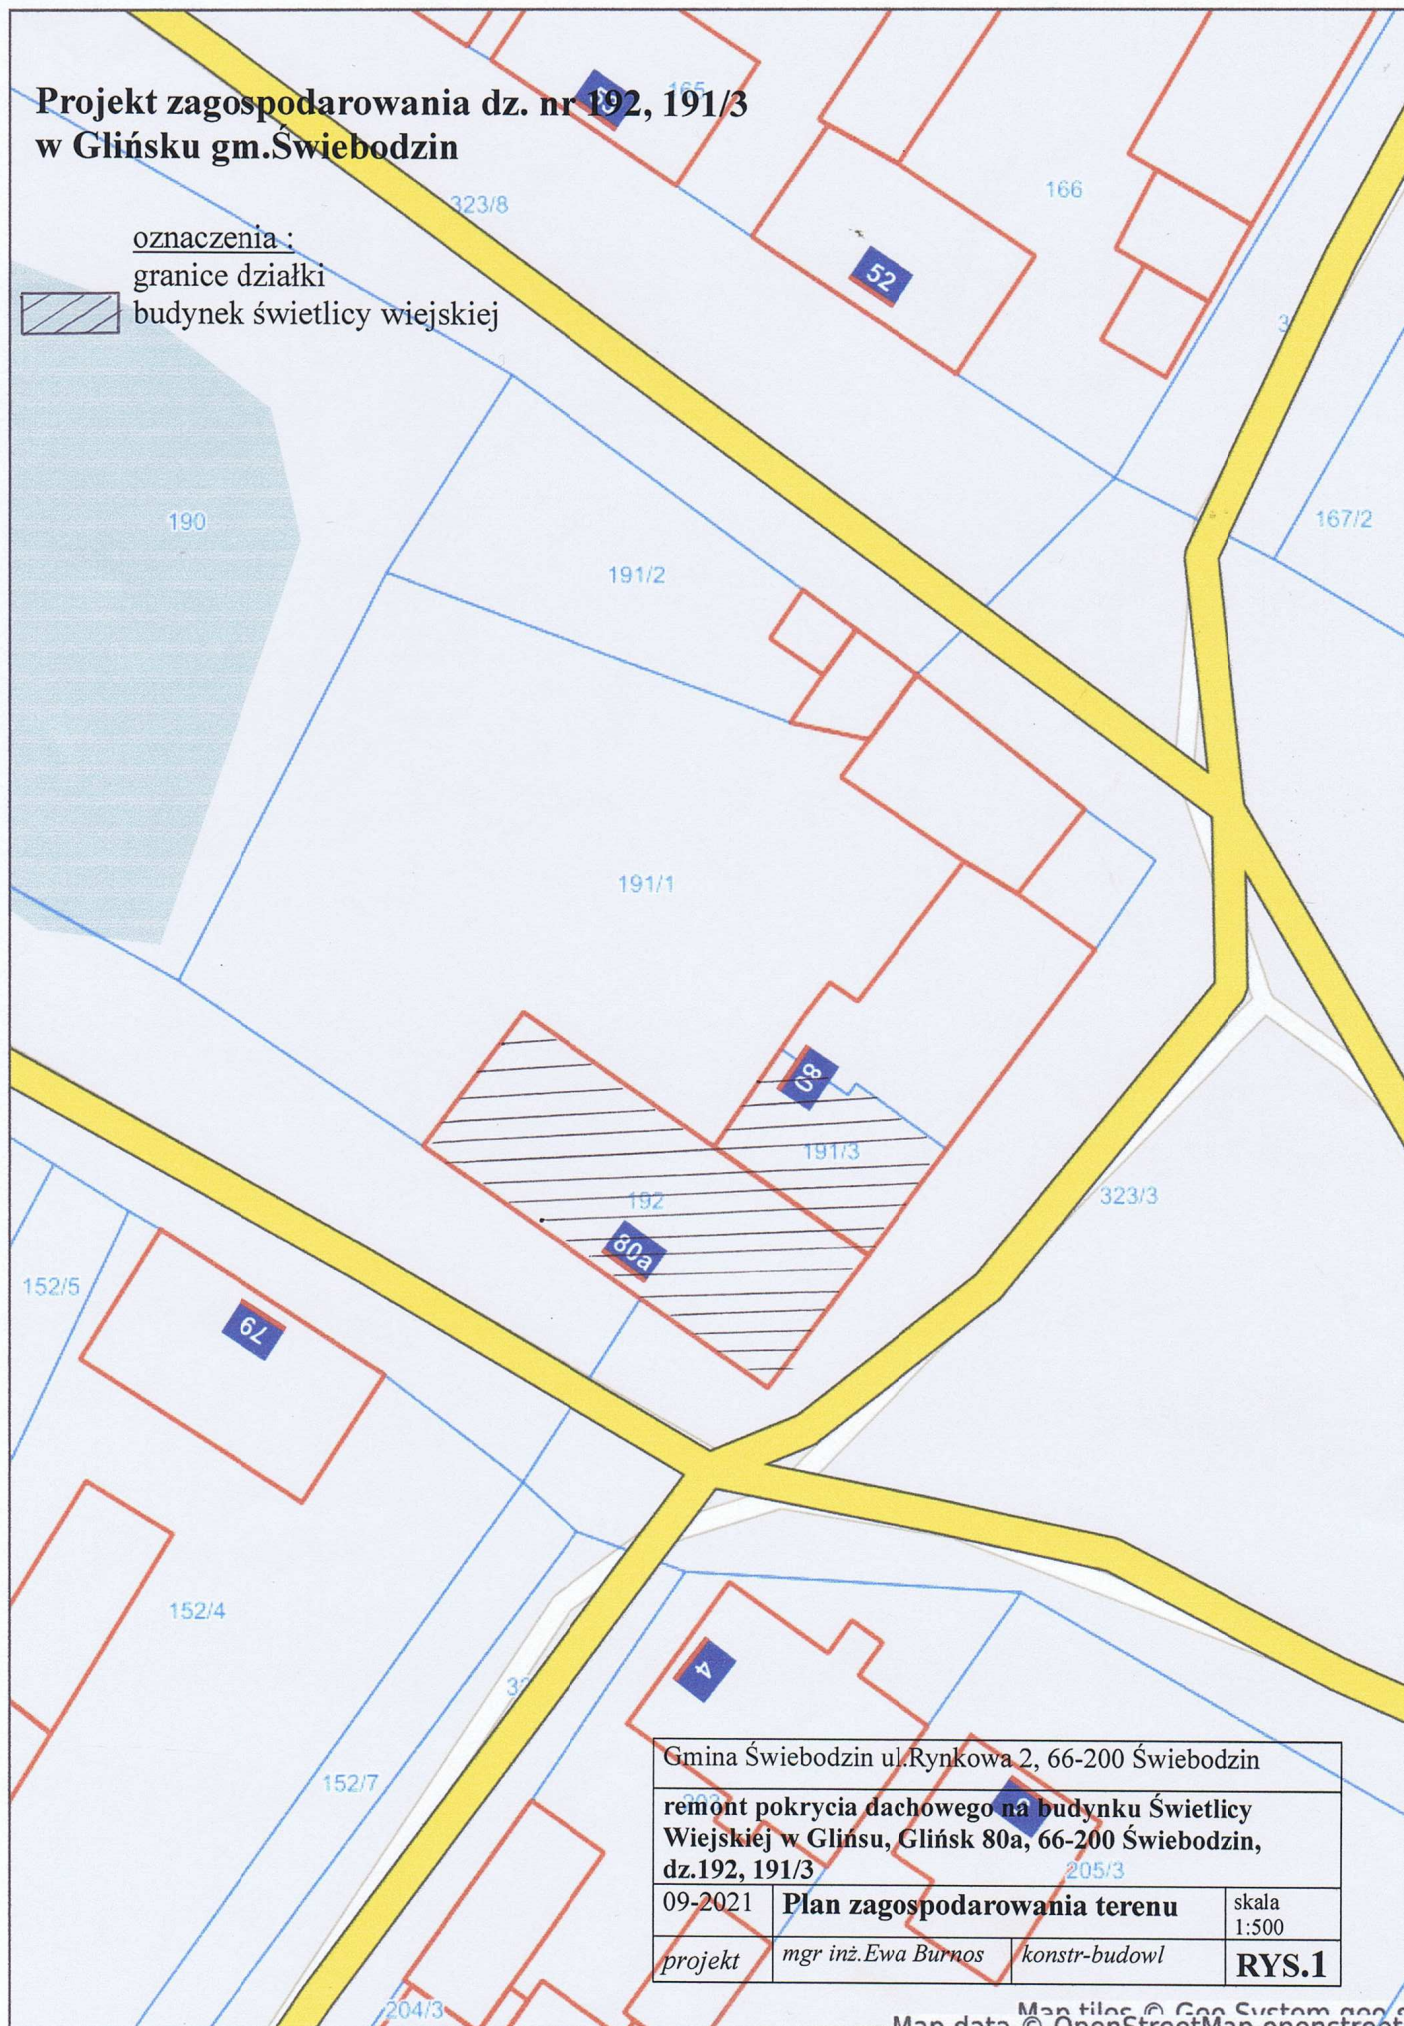 Projekt zagospodarowania dz. nr 192, 191/3
w Glińsku gm.Świebodzin
165
323/8
166
oznaczenia :
granice działki
budynek świetlicy wiejskiej
52
190
167/2
191/2
191/1
80
191/3
192
80a
323/3
152/5
79
152/4
4
152/7
Gmina Świebodzin ul.Rynkowa 2, 66-200 Świebodzin
remont pokrycia dachowego na budynku Świetlicy
Wiejskiej w Glińsu, Glińsk 80a, 66-200 Świebodzin,
dz.192, 191/3
205/3
09-2021 Plan zagospodarowania terenu skala
1:500
projekt mgr inż.Ewa Burnos konstr-budowl RYS.1
204/3
Map tiles © Geo System
Map data © OpenStreetMap